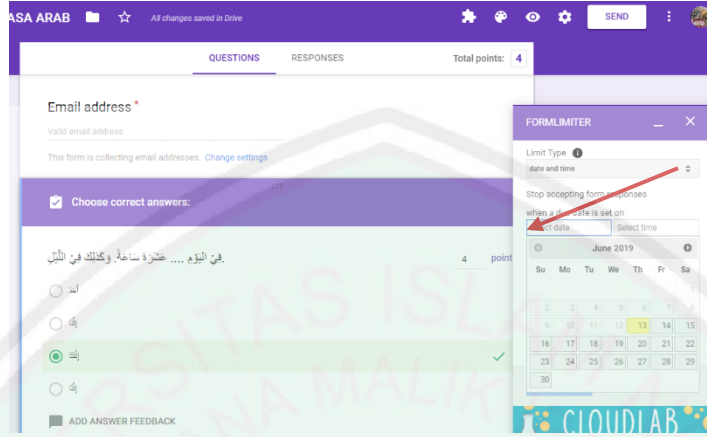 ASA ARAB All changes saved in Drive SEND
QUESTIONS RESPONSES Total points: 4
Email address *
Valid email address
This form is collecting email addresses. Change settings
Choose correct answers:
.فِيْ اليَوْمِ .... عَشَرَةَ سَاعَةً. وَكَذلِكَ فِيْ اللَّيْلِ
4 point
ADD ANSWER FEEDBACK
FORMLIMITER
Limit Type
date and time
Stop accepting form responses
when a due date is set on
date Select time
June 2019
Su Mo Tu We Th Fr Sa
1
2 3 4 5 6 7 8
9 10 11 12 13 14 15
16 17 18 19 20 21 22
23 24 25 26 27 28 29
30
CLOUDLAB